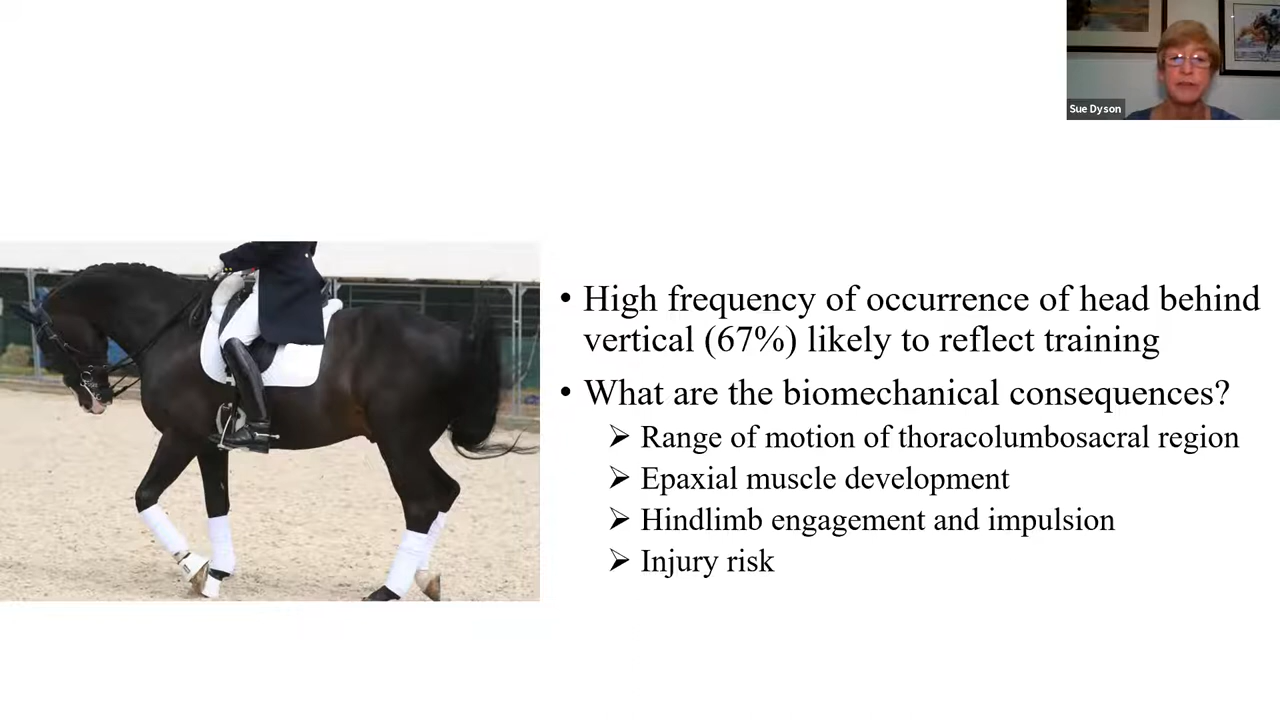 Sue Dyson
• High frequency of occurrence of head behind
vertical (67%) likely to reflect training
• What are the biomechanical consequences?
➢ Range of motion of thoracolumbosacral region
➢ Epaxial muscle development
➢ Hindlimb engagement and impulsion
➢ Injury risk